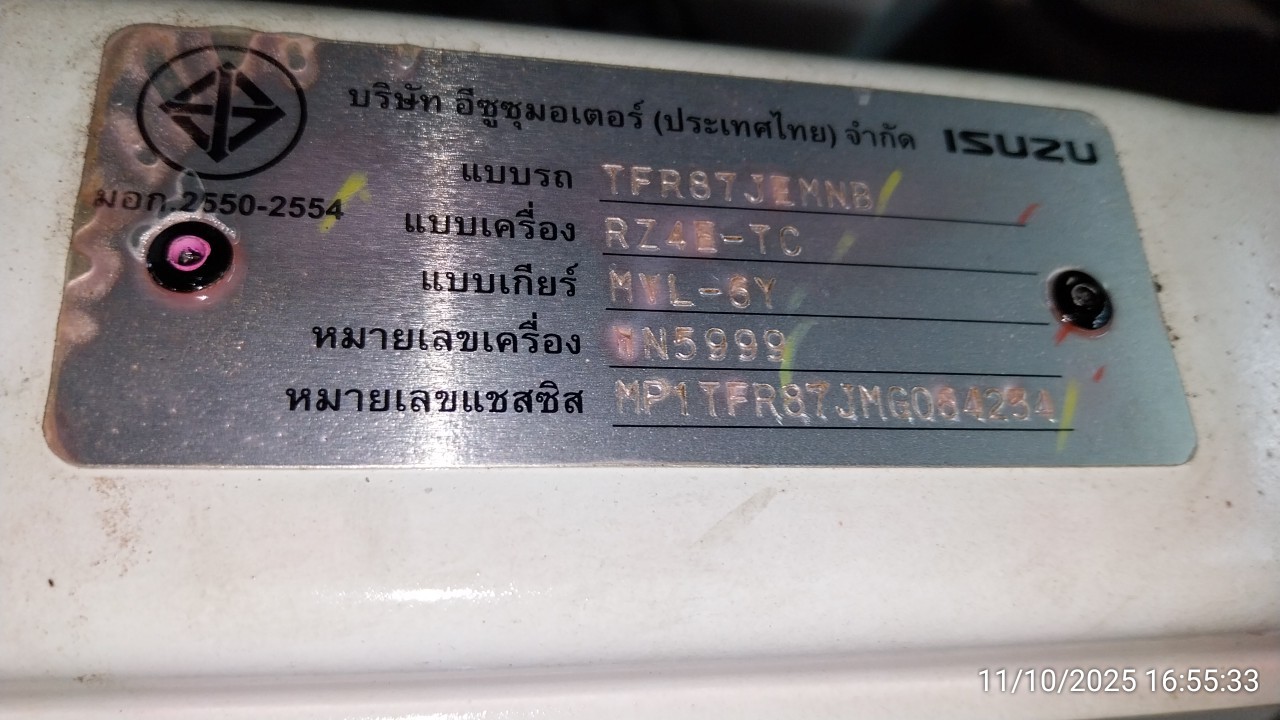 บริษัท อีซูซุมอเตอร์ (ประเทศไทย) จำกัด ISUZU
มอก.2550-2554
แบบรถ TFR87JEMNB
แบบเครื่อง RZ4E-TC
แบบเกียร์ MVL-6Y
หมายเลขเครื่อง
หมายเลขแชสซิส
11/10/2025 16:55:33